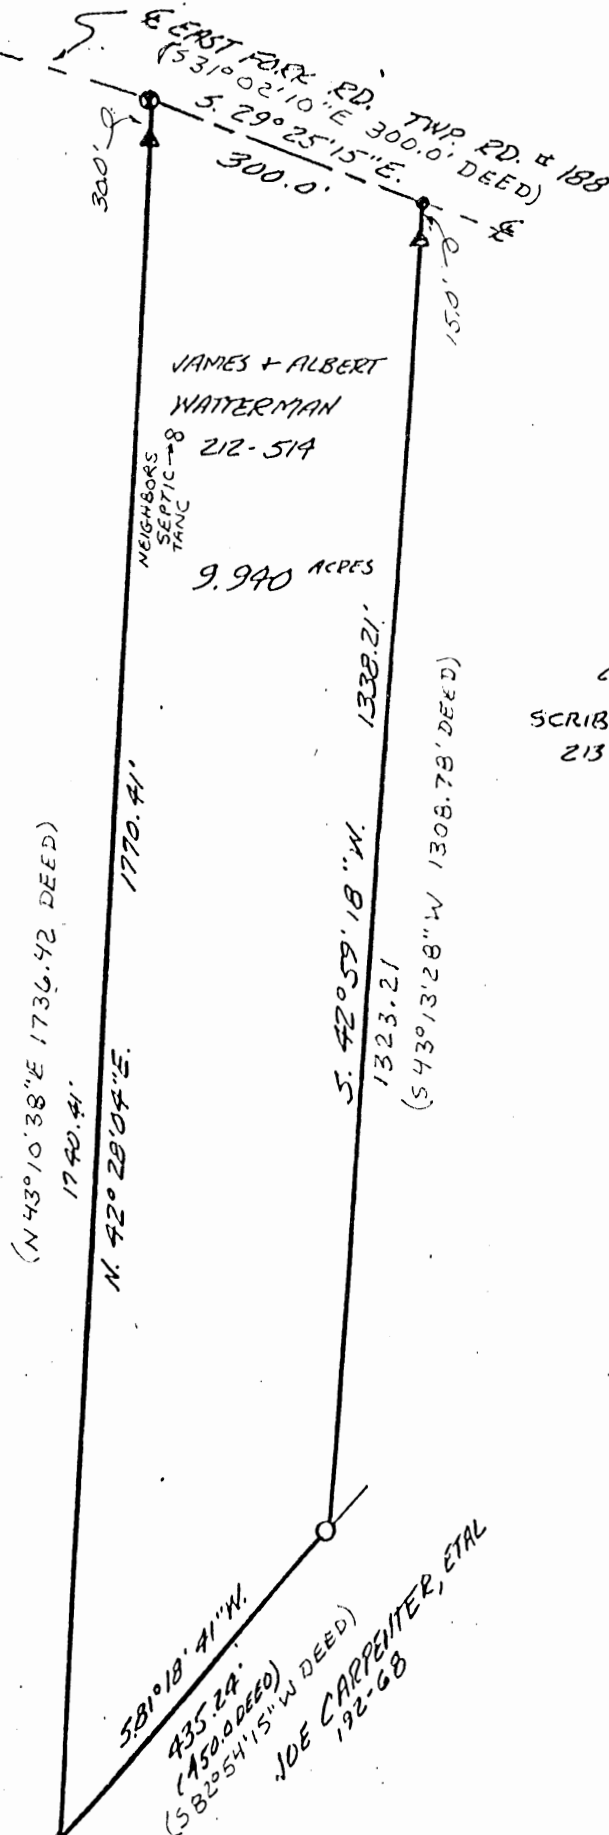 ℄ EAST FORK RD. TWP. RD. # 188
(S31°02'10"E 300.0' DEED)
S. 29°25'15"E.
300.0'
30.0'
℄
15.0'
JAMES + ALBERT
WATTERMAN
212-514
NEIGHBORS
SEPTIC
TANC
9.940 ACRES
1338.21'
S. 42°59'18"W.
1323.21
(S43°13'28"W 1308.78' DEED)
SCRIB
213
1770.41'
N. 42°28'04"E.
1740.41'
(N43°10'38"E 1736.42 DEED)
S81°18'41"W.
435.24'
(450.0 DEED)
(S82°54'15"W DEED)
JOE CARPENTER, ETAL
192-68